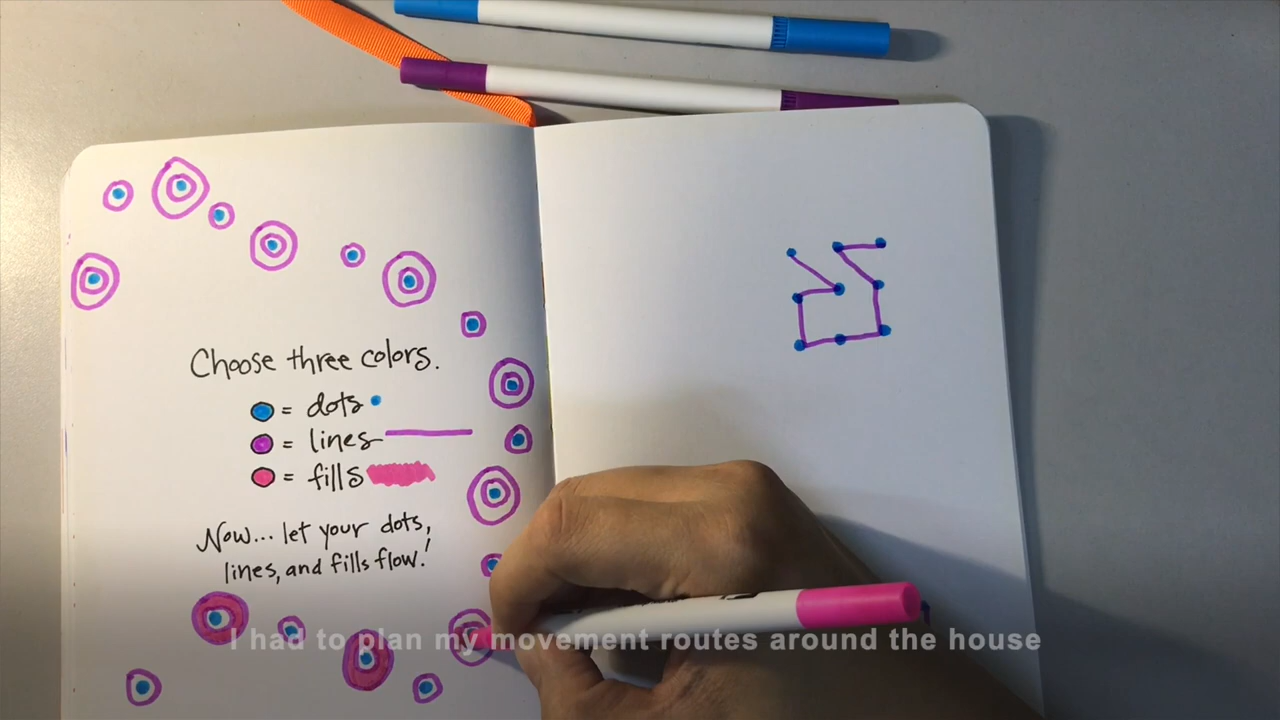 Choose three colors.
= dots
= lines
= fills
Now... let your dots,
lines, and fills flow!
I had to plan my movement routes around the house